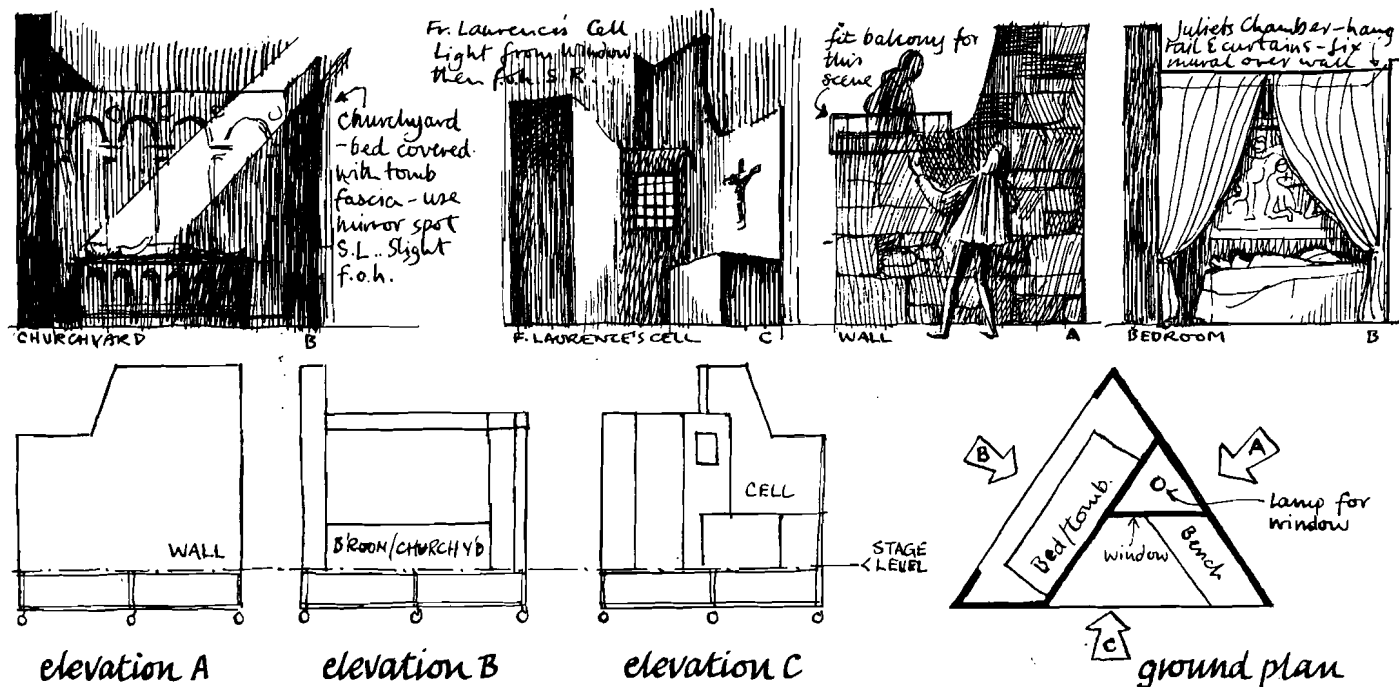 Churchyard
-bed covered
with tomb
fascia - use
mirror spot
S.L.. Slight
f.o.h.
CHURCHYARD
B
Fr. Laurence's Cell
Light from window
then f.o.h. S.R...
F. LAURENCE'S CELL
C
fit balcony for
this
scene
WALL
A
Juliets Chamber-hang
rail & curtains - fix
mural over wall
BEDROOM
B
WALL
elevation A
B'ROOM/CHURCHY'D
elevation B
CELL
STAGE
LEVEL
elevation C
B
A
Bed/tomb.
Lamp for
window
window
Bench
C
ground plan